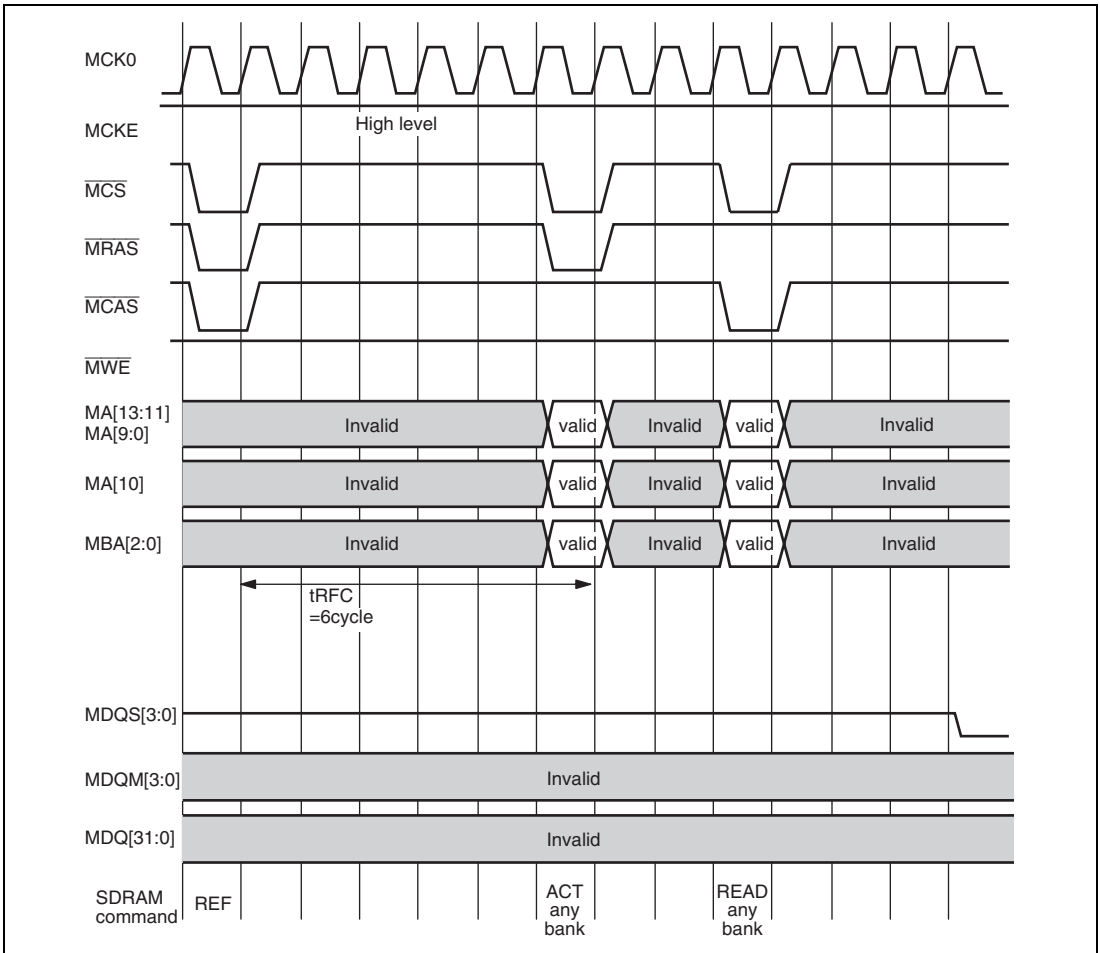 MCK0
MCKE
High level
MCS
MRAS
MCAS
MWE
MA[13:11]
MA[9:0]
Invalid valid Invalid valid Invalid
MA[10]
Invalid valid Invalid valid Invalid
MBA[2:0]
Invalid valid Invalid valid Invalid
tRFC
=6cycle
MDQS[3:0]
MDQM[3:0]
Invalid
MDQ[31:0]
Invalid
SDRAM
command
REF
ACT
any
bank
READ
any
bank